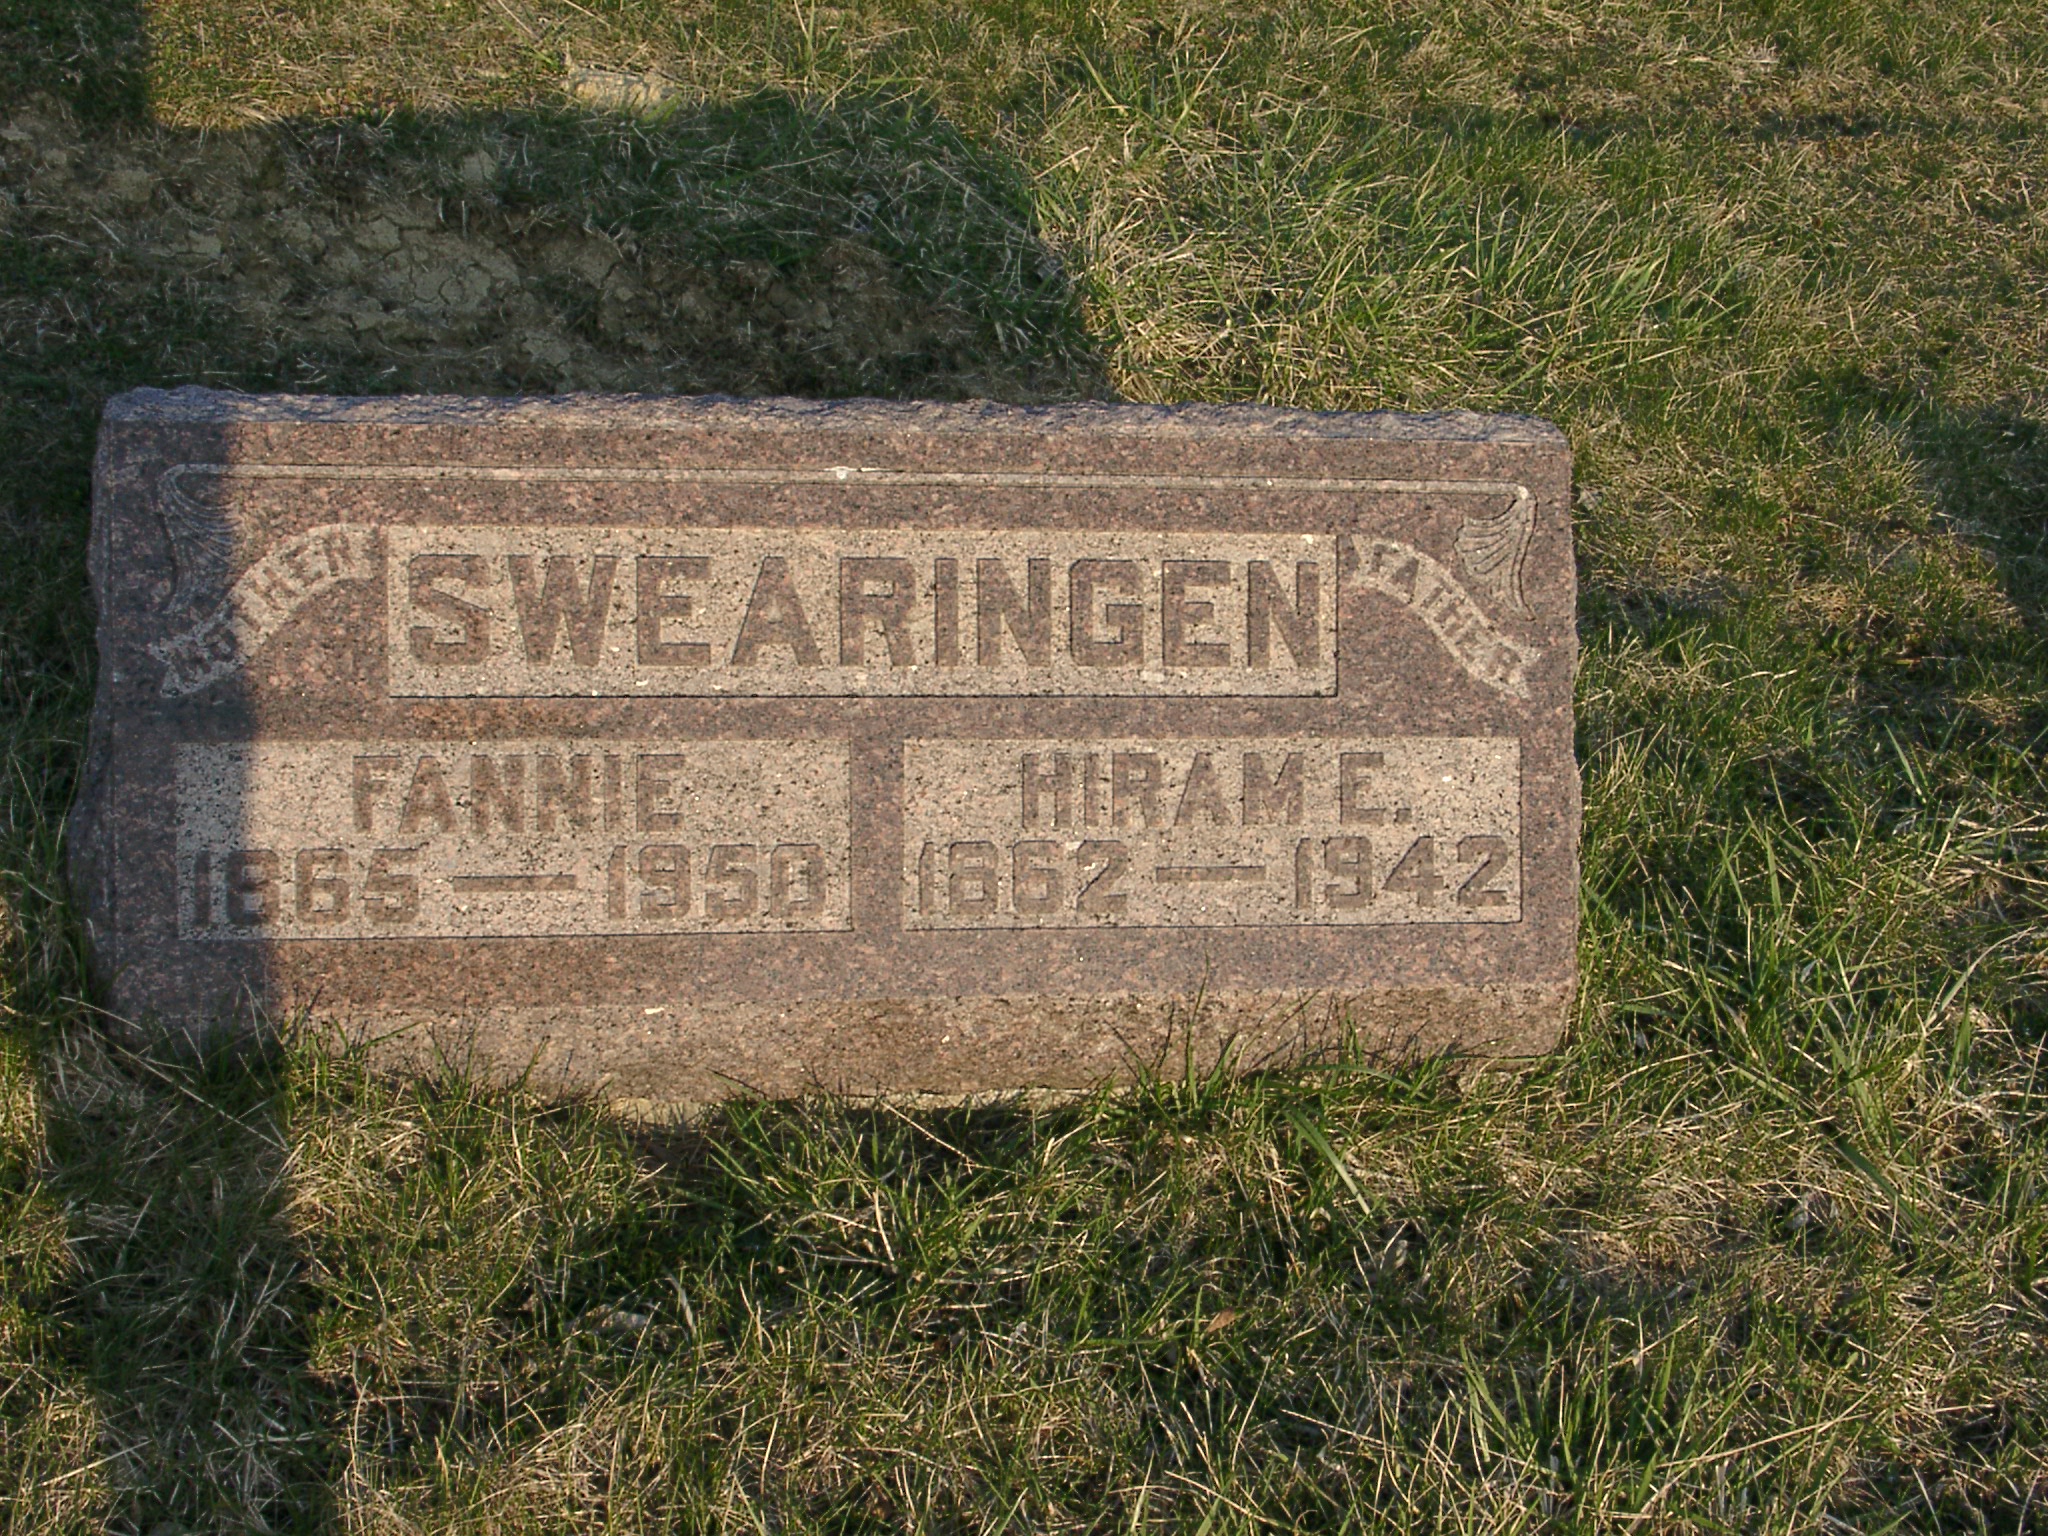 MOTHER
SWEARINGEN
FATHER
FANNIE
1865 — 1950
HIRAM E.
1862 — 1942